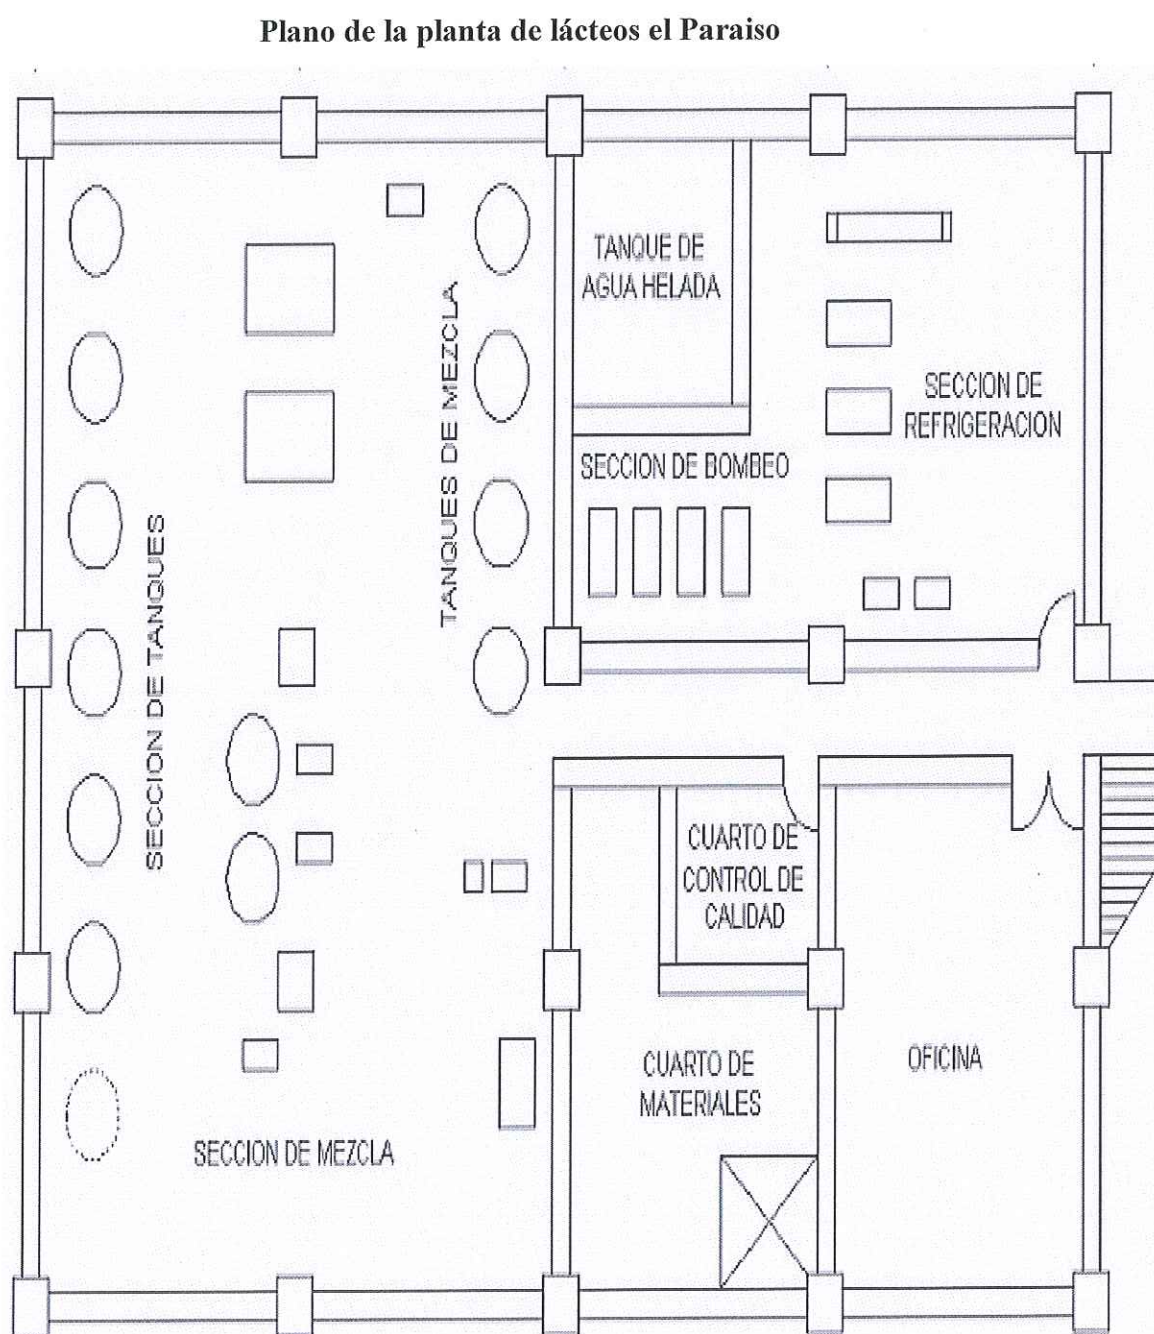 Plano de la planta de lácteos el Paraiso
TANQUE DE
AGUA HELADA
TANQUES DE MEZCLA
SECCION DE
REFRIGERACION
SECCION DE BOMBEO
SECCION DE TANQUES
CUARTO DE
CONTROL DE
CALIDAD
CUARTO DE
MATERIALES
OFICINA
SECCION DE MEZCLA